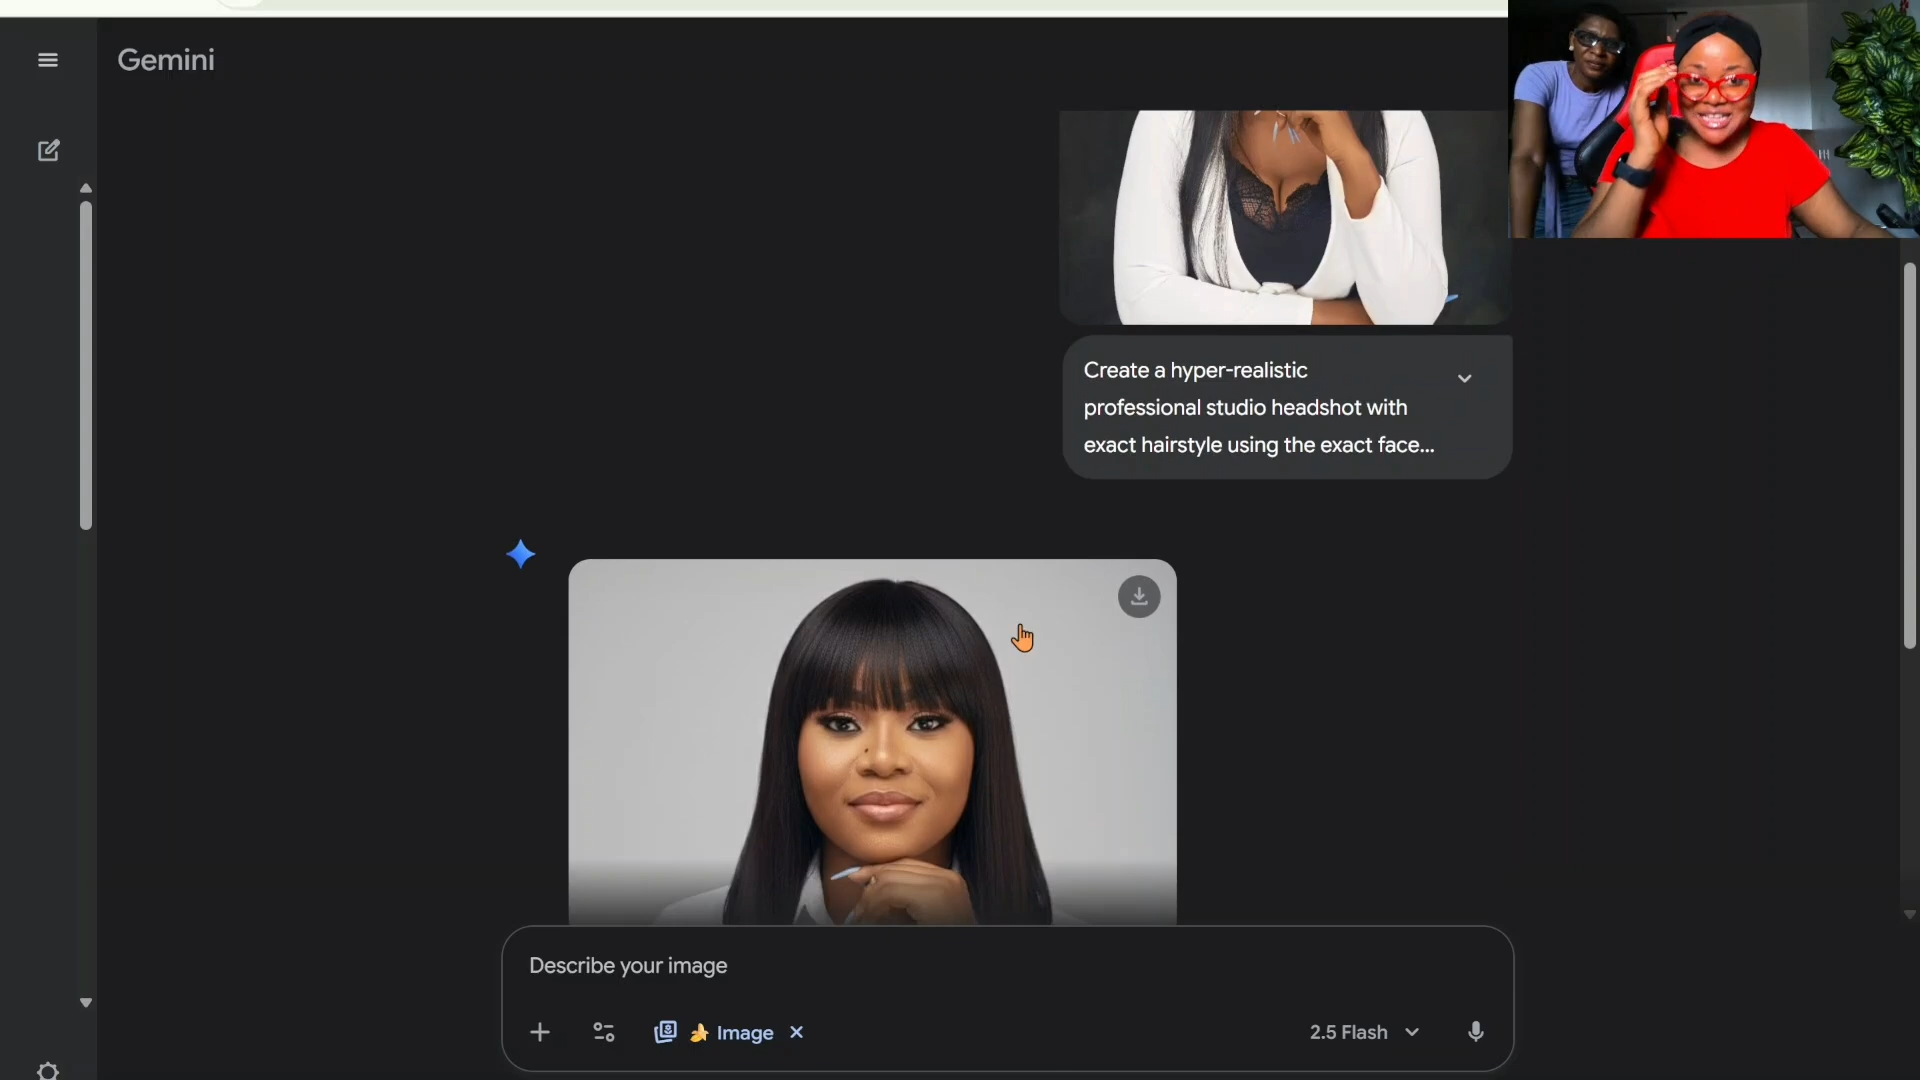 Gemini
Create a hyper-realistic
professional studio headshot with
exact hairstyle using the exact face...
Describe your image
Image
2.5 Flash